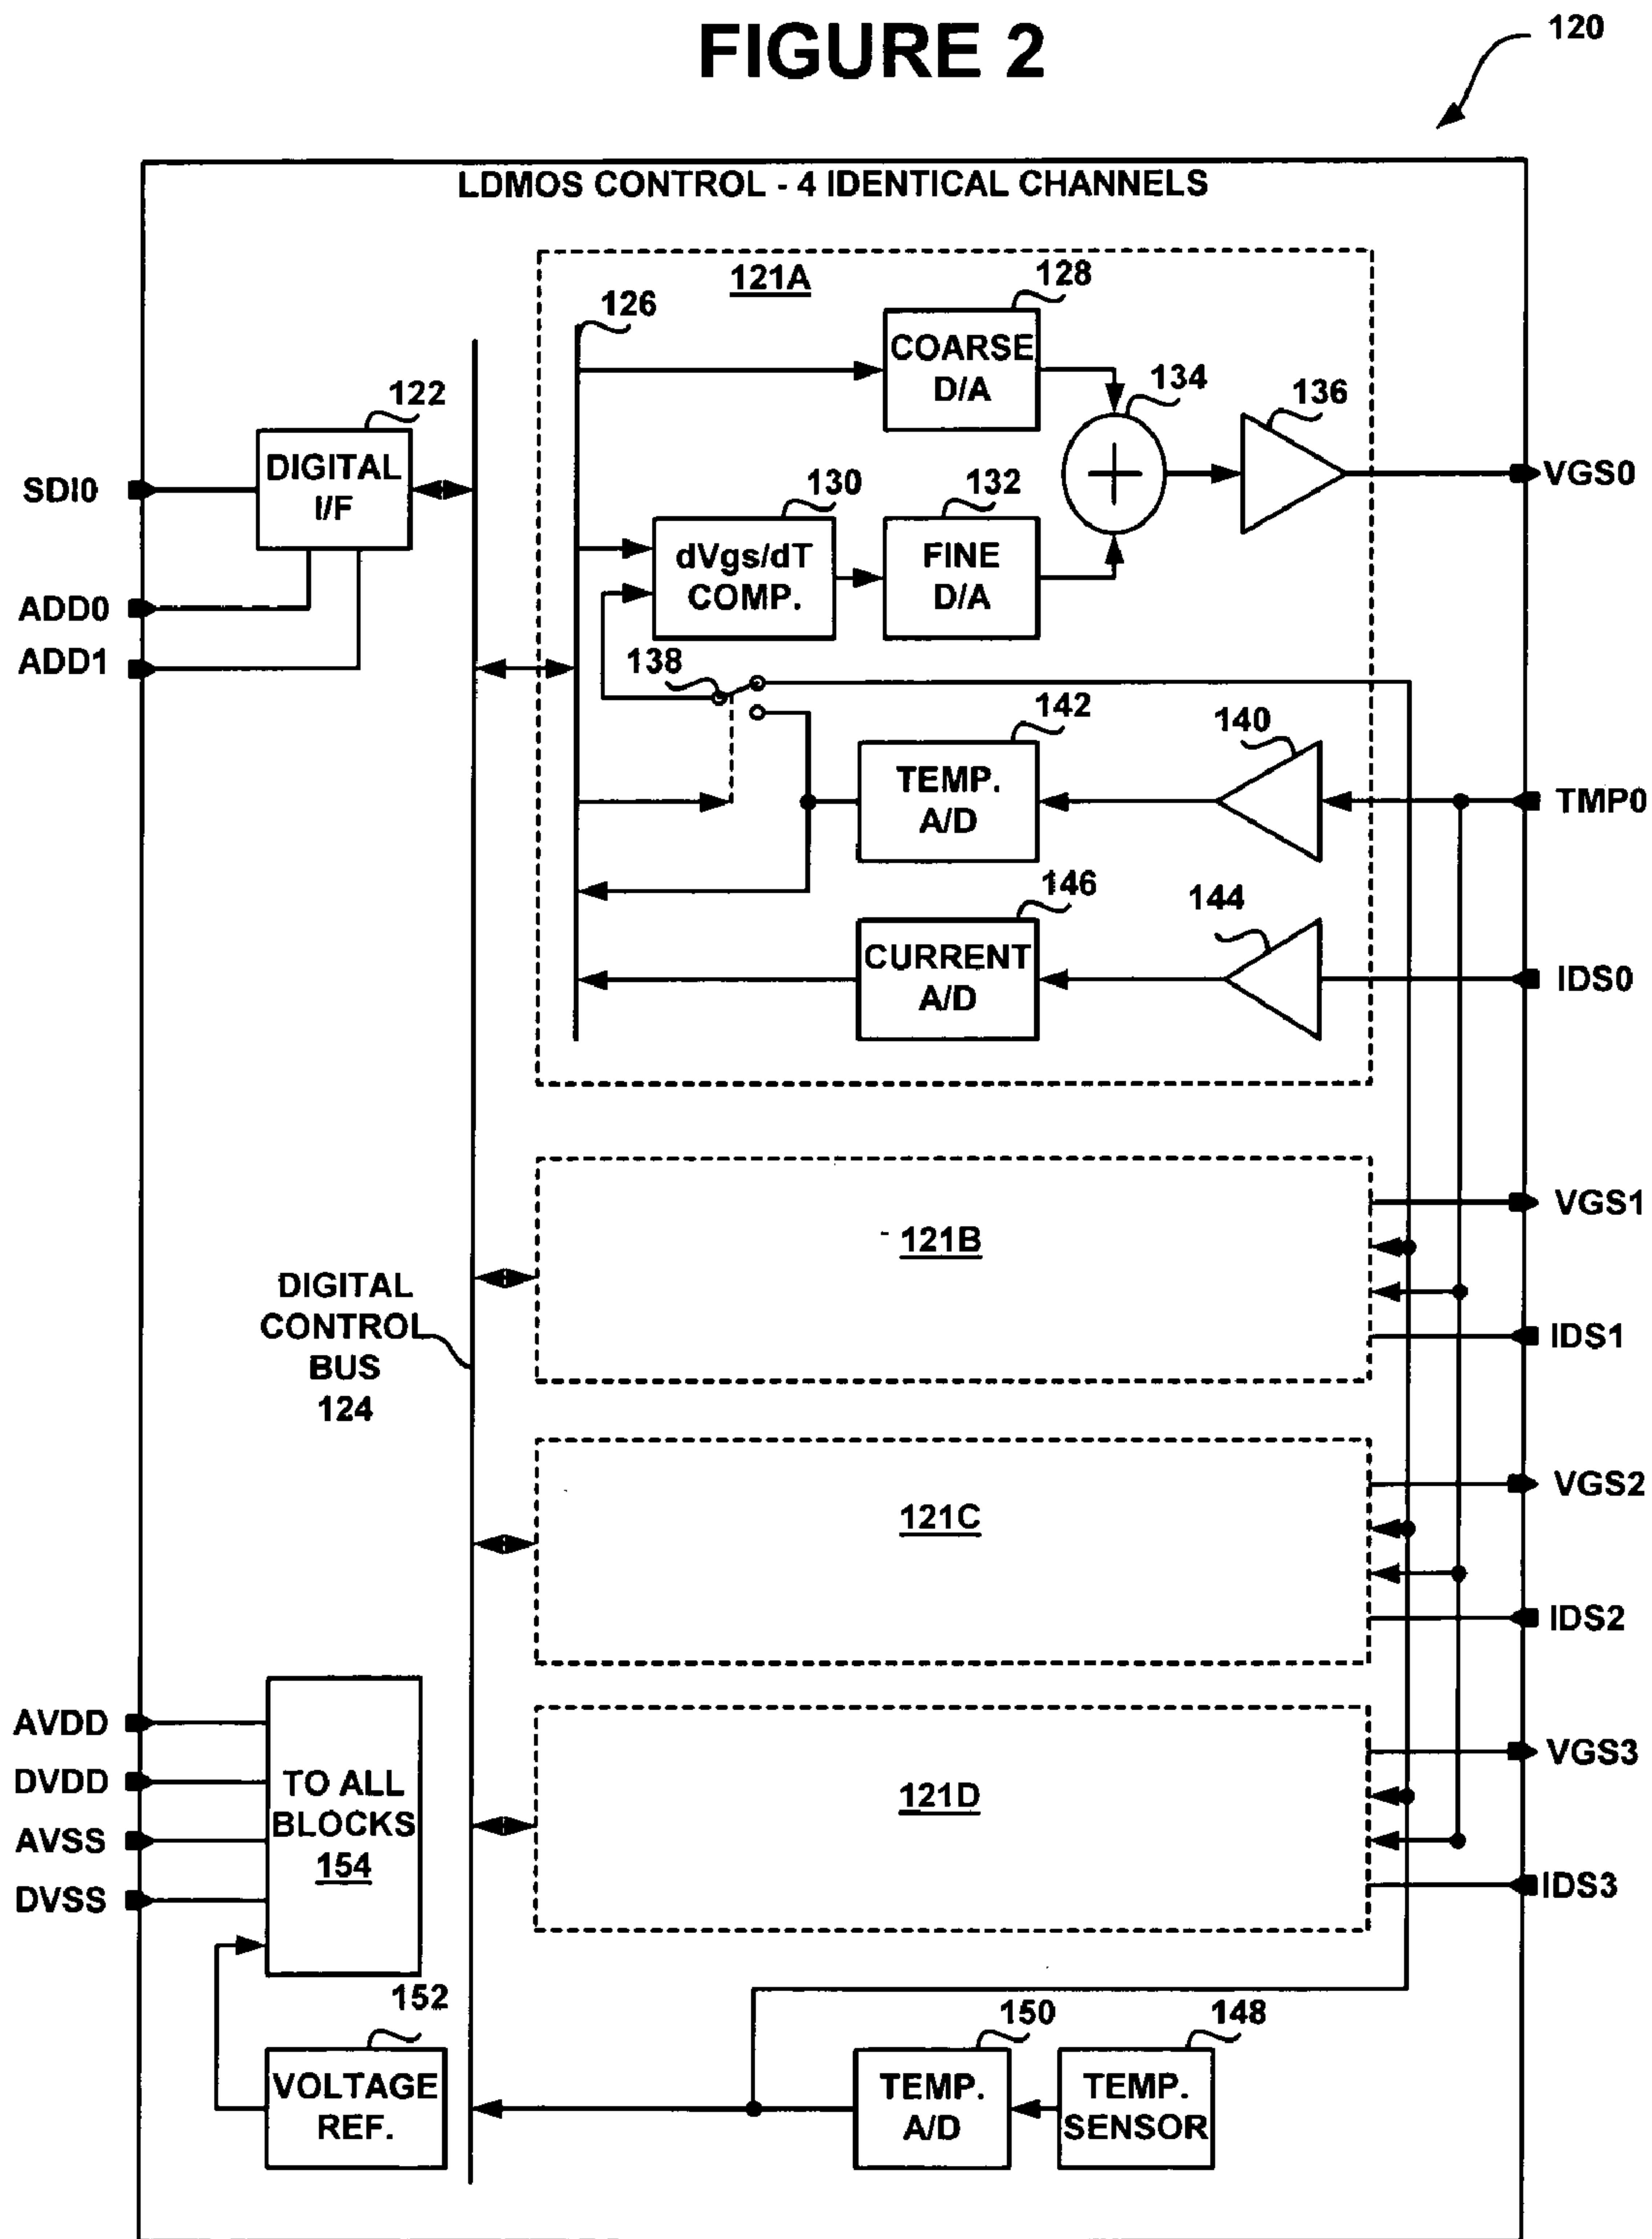 FIGURE 2
120
LDMOS CONTROL - 4 IDENTICAL CHANNELS
121A
128
126
COARSE
D/A
134
136
122
DIGITAL
I/F
SDI0
VGS0
130
132
dVgs/dT
COMP.
FINE
D/A
+
ADD0
ADD1
138
142
140
TEMP.
A/D
TMP0
146
144
CURRENT
A/D
IDS0
VGS1
121B
DIGITAL
CONTROL
BUS
124
IDS1
VGS2
121C
IDS2
AVDD
DVDD
AVSS
DVSS
TO ALL
BLOCKS
154
VGS3
121D
IDS3
152
150
148
VOLTAGE
REF.
TEMP.
A/D
TEMP.
SENSOR